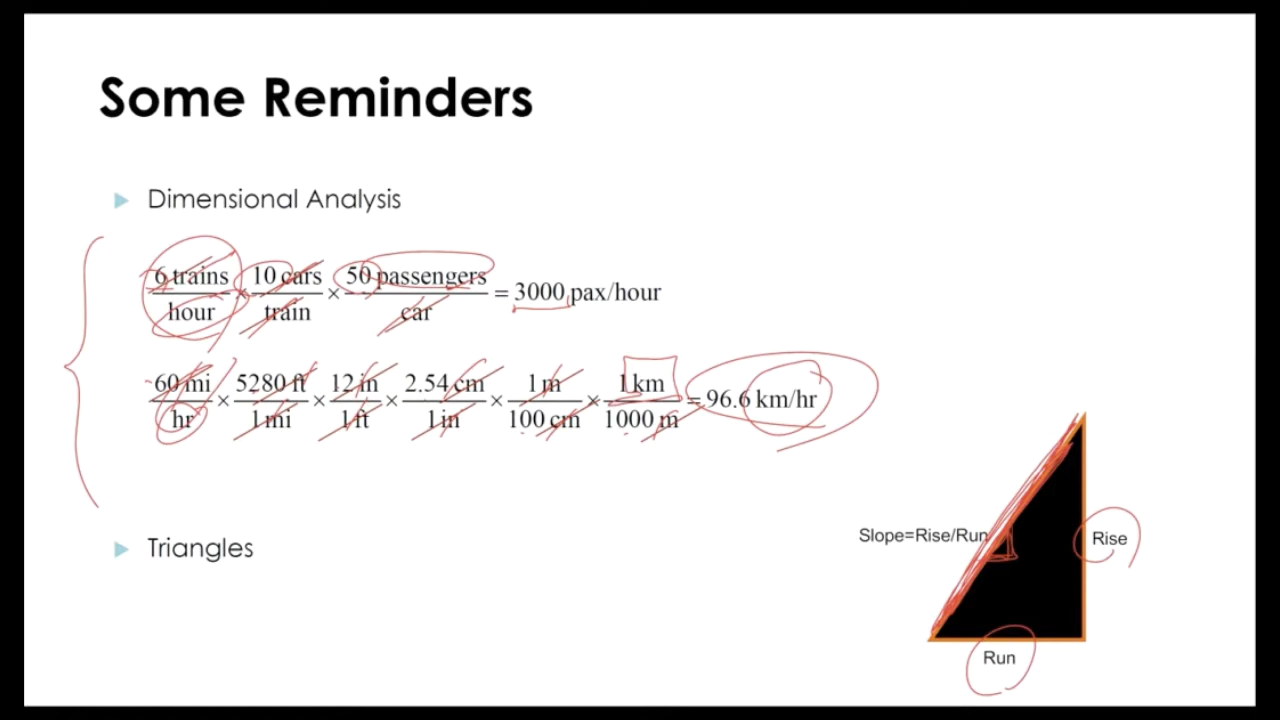 Some Reminders
Dimensional Analysis
6 trains/hour × 10 cars/train × 50 passengers/car = 3000 pax/hour
60 mi/hr × 5280 ft/1 mi × 12 in/1 ft × 2.54 cm/1 in × 1 m/100 cm × 1 km/1000 m = 96.6 km/hr
Slope=Rise/Run
Rise
Triangles
Run